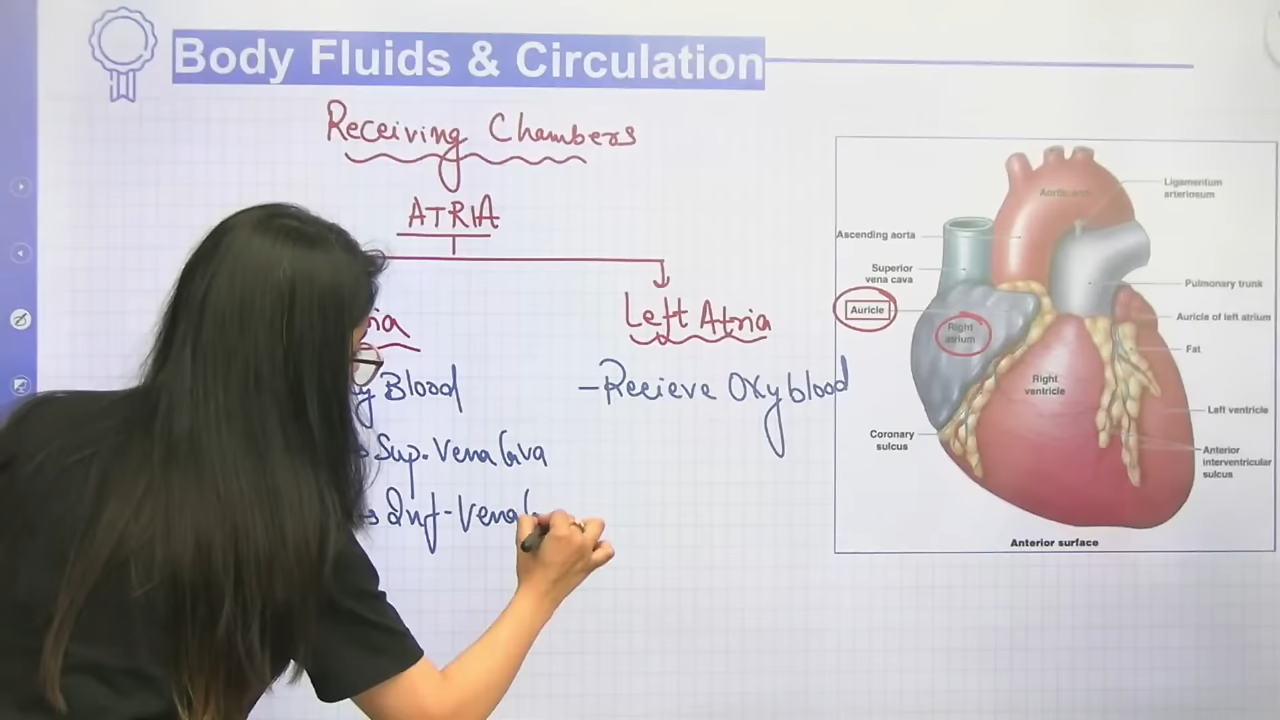 Body Fluids & Circulation
Receiving Chambers
ATRIA
Left Atria
Blood
- Recieve Oxyblood
→ Sup. Vena Cava
→ Inf - Vena
Aortic arch
Ligamentum
arteriosum
Ascending aorta
Superior
vena cava
Pulmonary trunk
Auricle
Auricle of left atrium
Right
atrium
Fat
Right
ventricle
Left ventricle
Coronary
sulcus
Anterior
interventricular
sulcus
Anterior surface